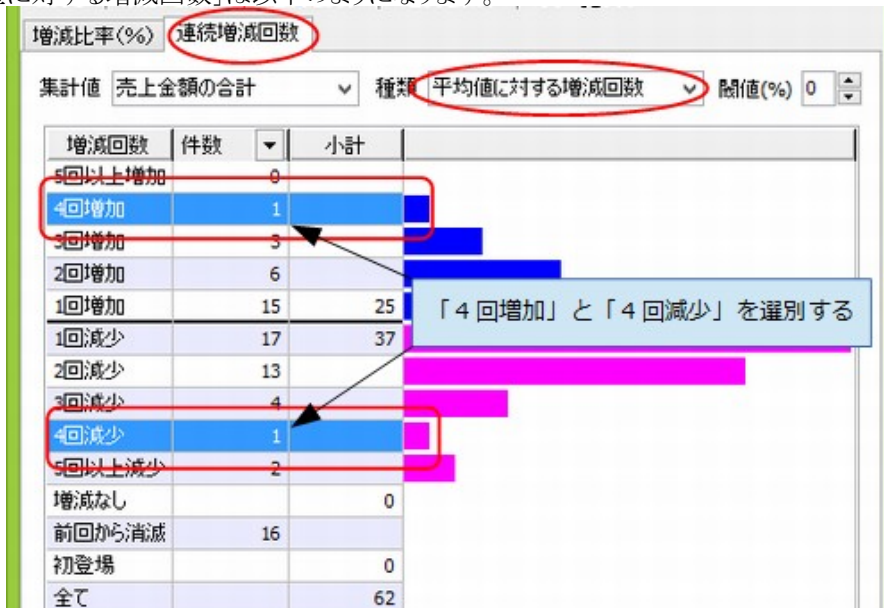 に対する増減回数」は以下のようになります。
増減比率(%) 連続増減回数
集計値 売上金額の合計 種類 平均値に対する増減回数 閾値(%) 0
増減回数 件数 小計
5回以上増加 0
4回増加 1
3回増加 3
2回増加 6
1回増加 15 25
「4回増加」と「4回減少」を選別する
1回減少 17 37
2回減少 13
3回減少 4
4回減少 1
5回以上減少 2
増減なし 0
前回から消滅 16
初登場 0
全て 62